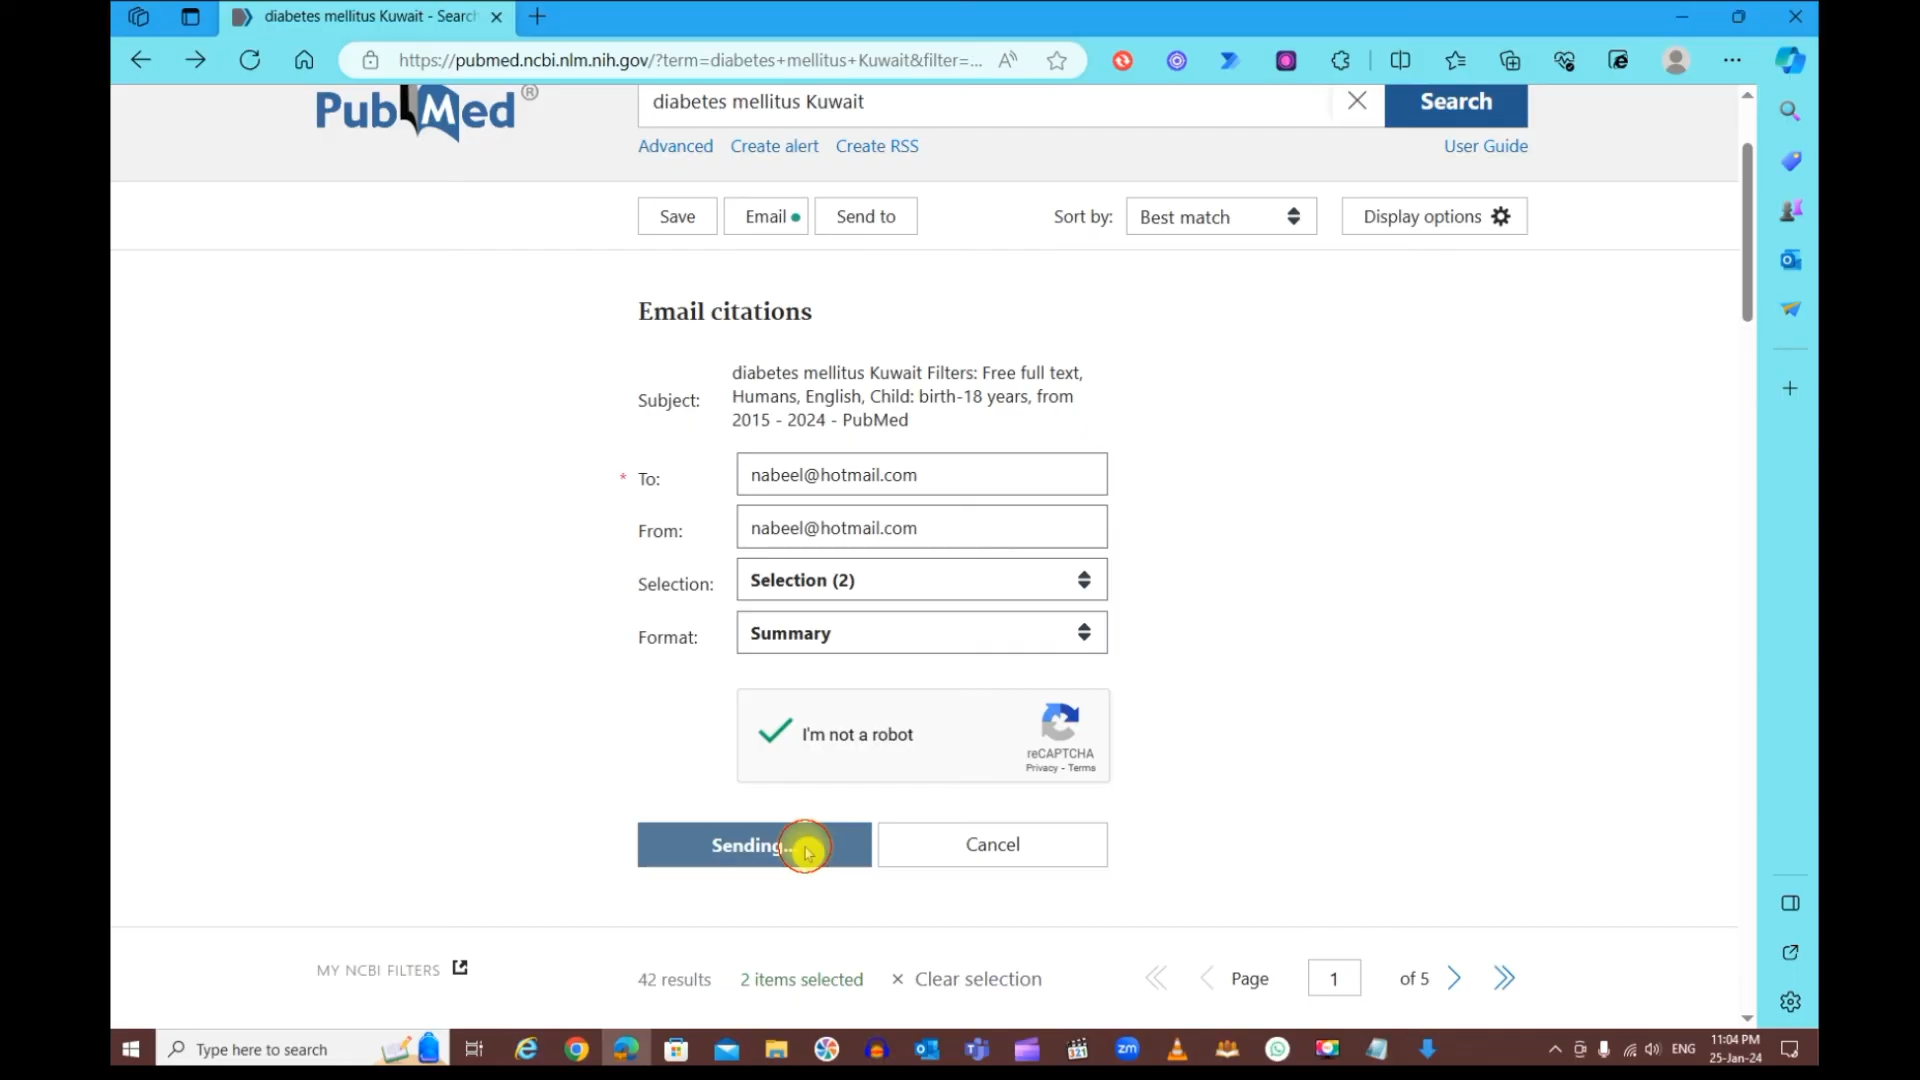 diabetes mellitus Kuwait - Search
https://pubmed.ncbi.nlm.nih.gov/?term=diabetes+mellitus+Kuwait&filter=...
PubMed®
diabetes mellitus Kuwait
Search
Advanced Create alert Create RSS
User Guide
Save Email Send to
Sort by: Best match Display options
Email citations
Subject: diabetes mellitus Kuwait Filters: Free full text,
Humans, English, Child: birth-18 years, from
2015 - 2024 - PubMed
* To: nabeel@hotmail.com
From: nabeel@hotmail.com
Selection: Selection (2)
Format: Summary
I'm not a robot
reCAPTCHA
Privacy - Terms
Sending... Cancel
MY NCBI FILTERS
42 results 2 items selected × Clear selection
Page 1 of 5
Type here to search
zm
321
ENG
11:04 PM
25-Jan-24